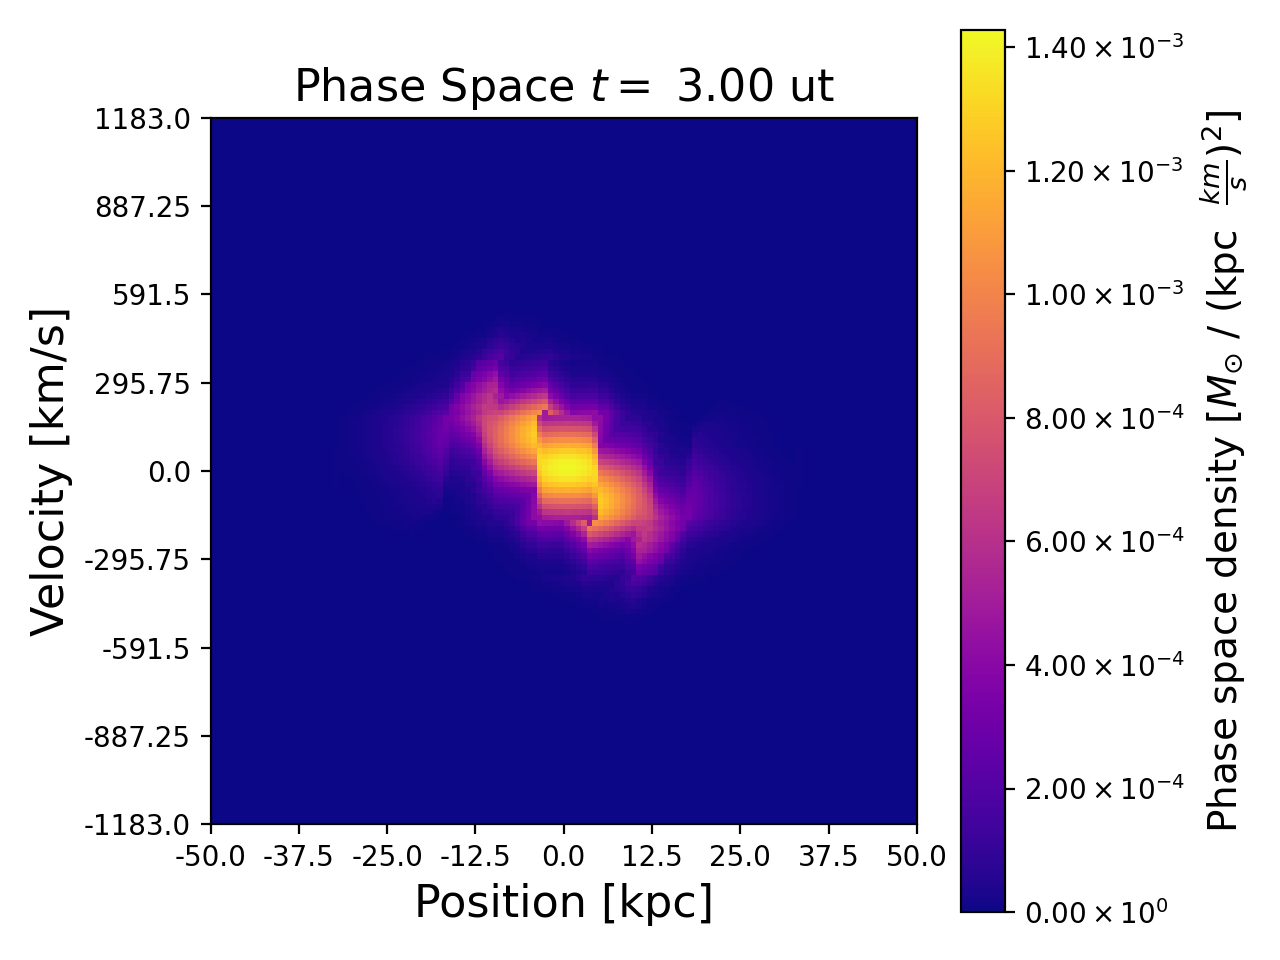 Phase Space t = 3.00 ut
Velocity [km/s]
1183.0
887.25
591.5
295.75
0.0
-295.75
-591.5
-887.25
-1183.0
-50.0 -37.5 -25.0 -12.5 0.0 12.5 25.0 37.5 50.0
Position [kpc]
1.40 × 10⁻³
1.20 × 10⁻³
1.00 × 10⁻³
8.00 × 10⁻⁴
6.00 × 10⁻⁴
4.00 × 10⁻⁴
2.00 × 10⁻⁴
0.00 × 10⁰
Phase space density [M⊙ / (kpc km/s)²]